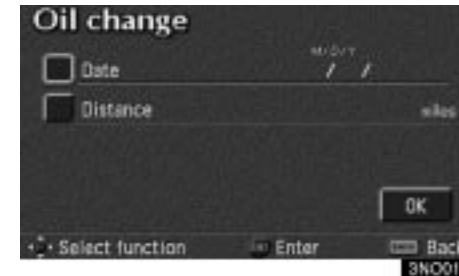 Oil change
M/D/Y
Date / /
Distance miles
OK
Select function Enter Back
3NO01